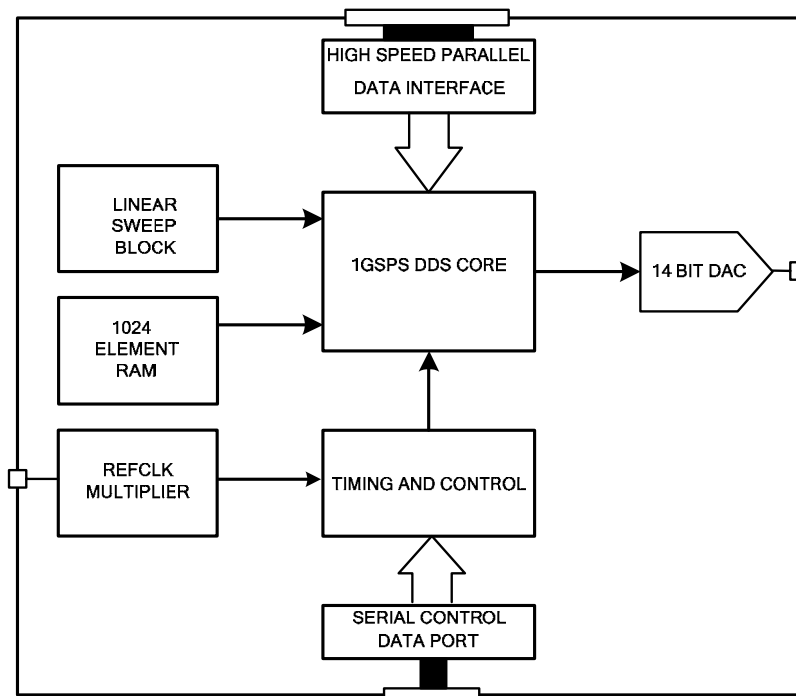 HIGH SPEED PARALLEL
DATA INTERFACE
LINEAR
SWEEP
BLOCK
1GSPS DDS CORE
14 BIT DAC
1024
ELEMENT
RAM
REFCLK
MULTIPLIER
TIMING AND CONTROL
SERIAL CONTROL
DATA PORT